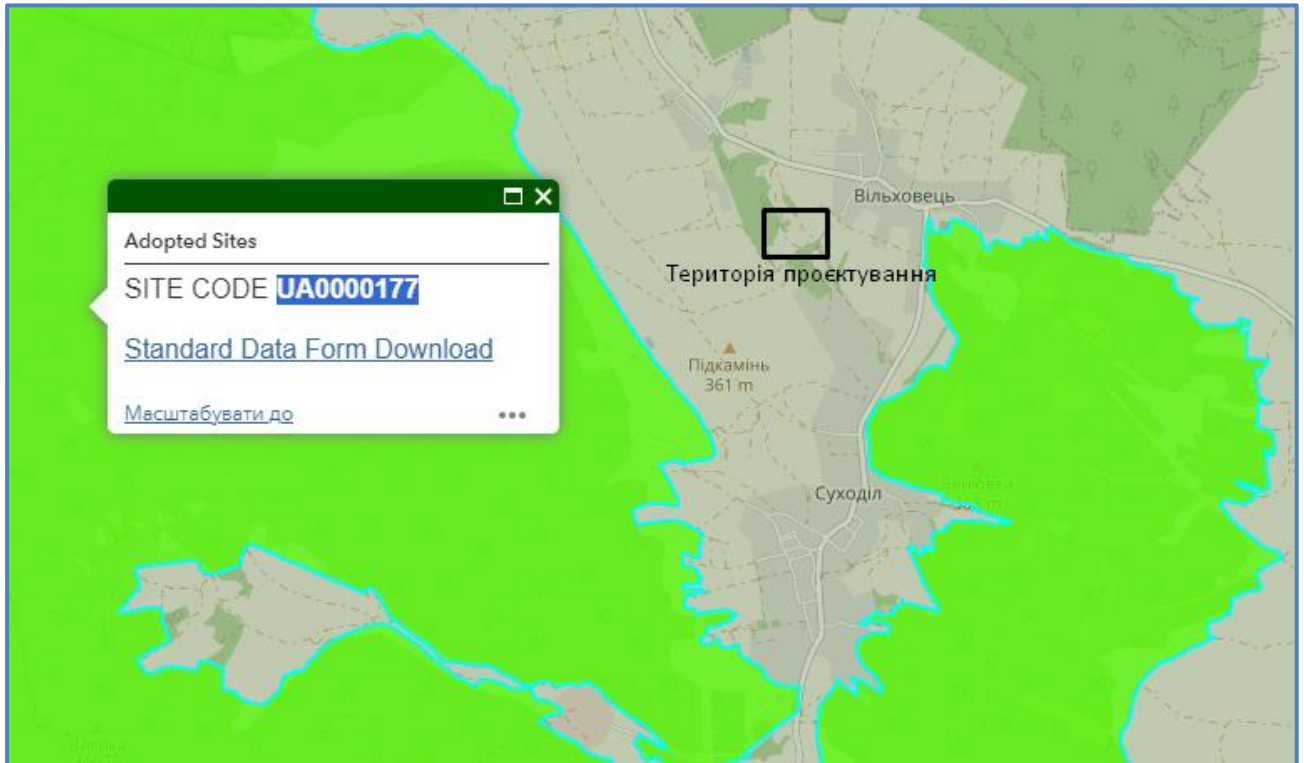 Adopted Sites
SITE CODE UA0000177
Standard Data Form Download
Масштабувати до
Вільховець
Територія проєктування
Підкамінь
361 m
Суходіл